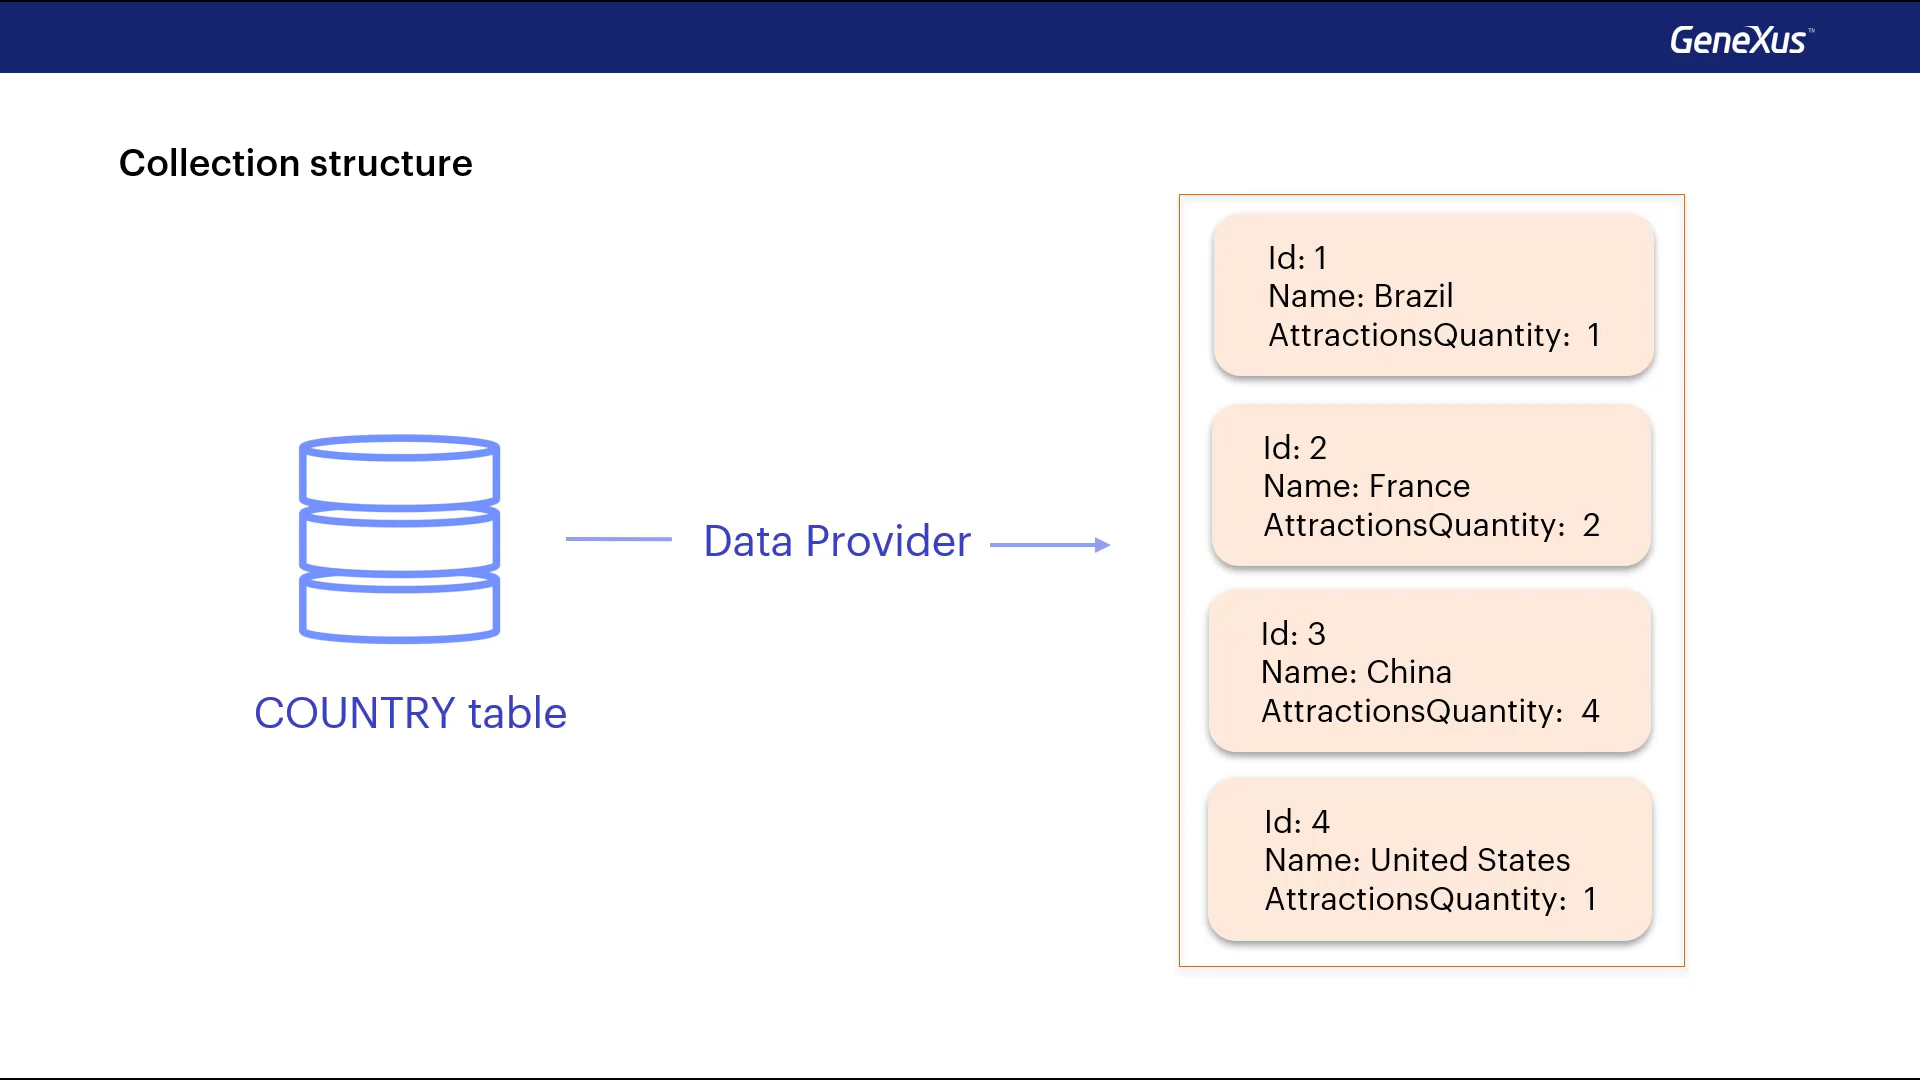 GeneXus™
Collection structure
Id: 1
Name: Brazil
AttractionsQuantity: 1
Id: 2
Name: France
AttractionsQuantity: 2
Data Provider
Id: 3
Name: China
AttractionsQuantity: 4
COUNTRY table
Id: 4
Name: United States
AttractionsQuantity: 1